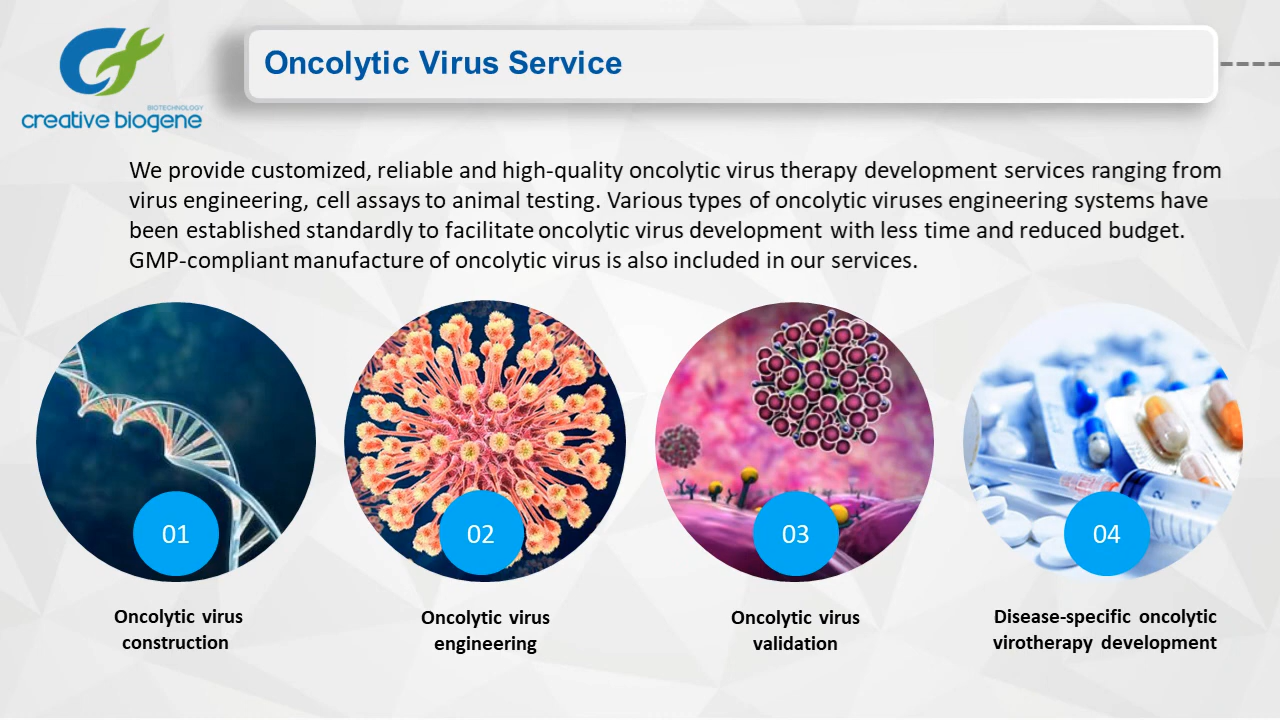 Oncolytic Virus Service
BIOTECHNOLOGY
creative biogene
We provide customized, reliable and high-quality oncolytic virus therapy development services ranging from
virus engineering, cell assays to animal testing. Various types of oncolytic viruses engineering systems have
been established standardly to facilitate oncolytic virus development with less time and reduced budget.
GMP-compliant manufacture of oncolytic virus is also included in our services.
01
02
03
04
2
4
Oncolytic virus
construction
Oncolytic virus
engineering
Oncolytic virus
validation
Disease-specific oncolytic
virotherapy development